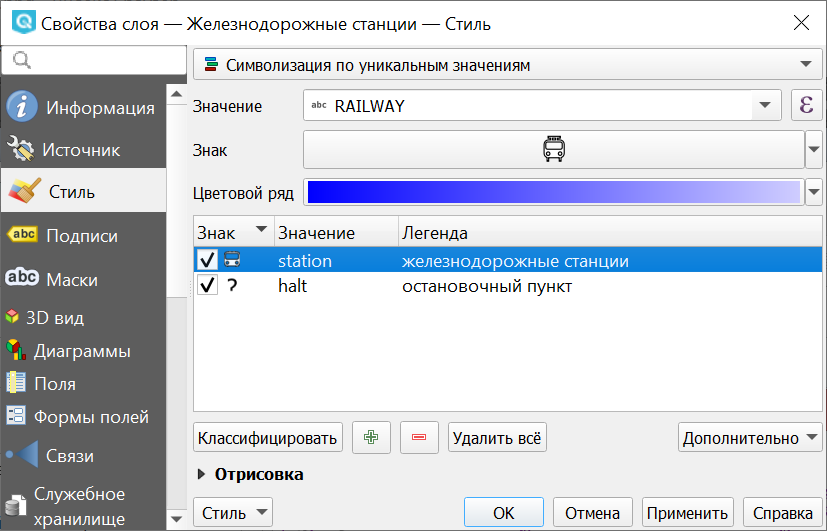 Свойства слоя — Железнодорожные станции — Стиль
Информация
Источник
Стиль
abc Подписи
abc Маски
3D вид
Диаграммы
Поля
Формы полей
Связи
Служебное
хранилище
Символизация по уникальным значениям
Значение abc RAILWAY ε
Знак
Цветовой ряд
Знак Значение Легенда
station железнодорожные станции
? halt остановочный пункт
Классифицировать Удалить всё Дополнительно
Отрисовка
Стиль OK Отмена Применить Справка